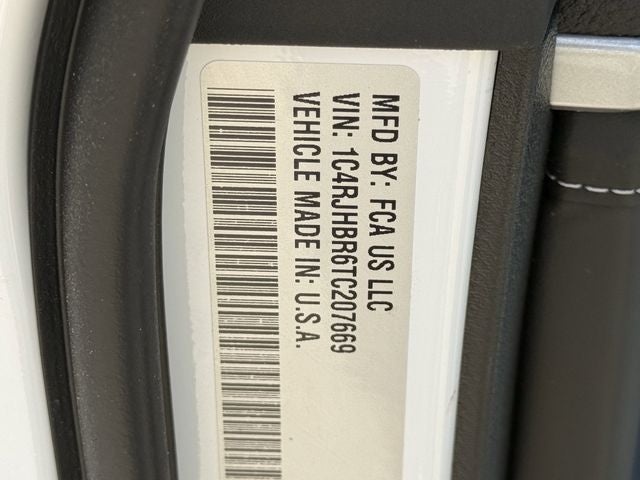 MFD BY: FCA US LLC
VIN: 1C4RJHBR6TC207669
VEHICLE MADE IN: U.S.A.